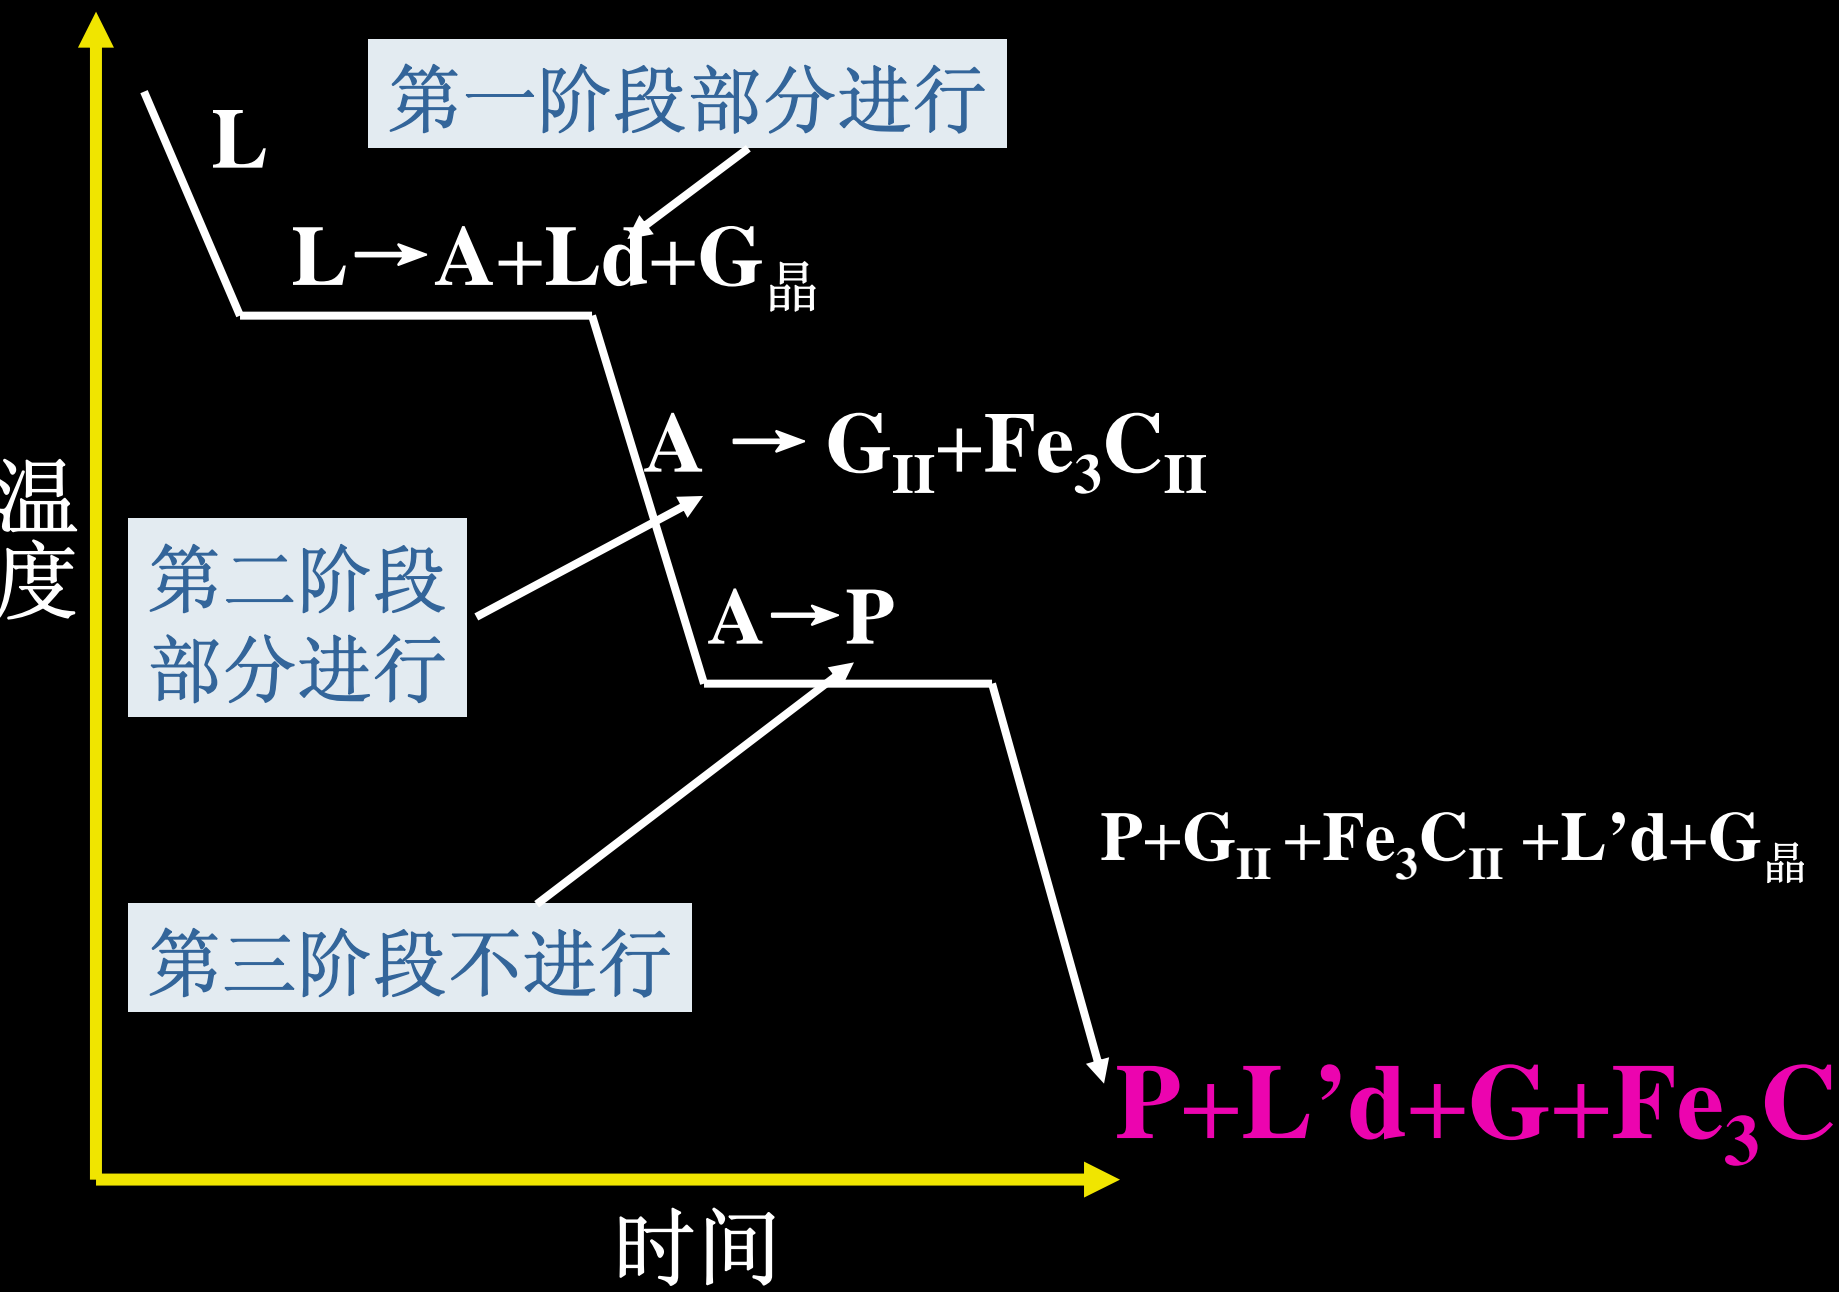 第一阶段部分进行
L
L→A+Ld+G晶
A → GII+Fe3CII
温度
第二阶段
部分进行
A→P
P+GII +Fe3CII +L’d+G晶
第三阶段不进行
P+L’d+G+Fe3C
时间